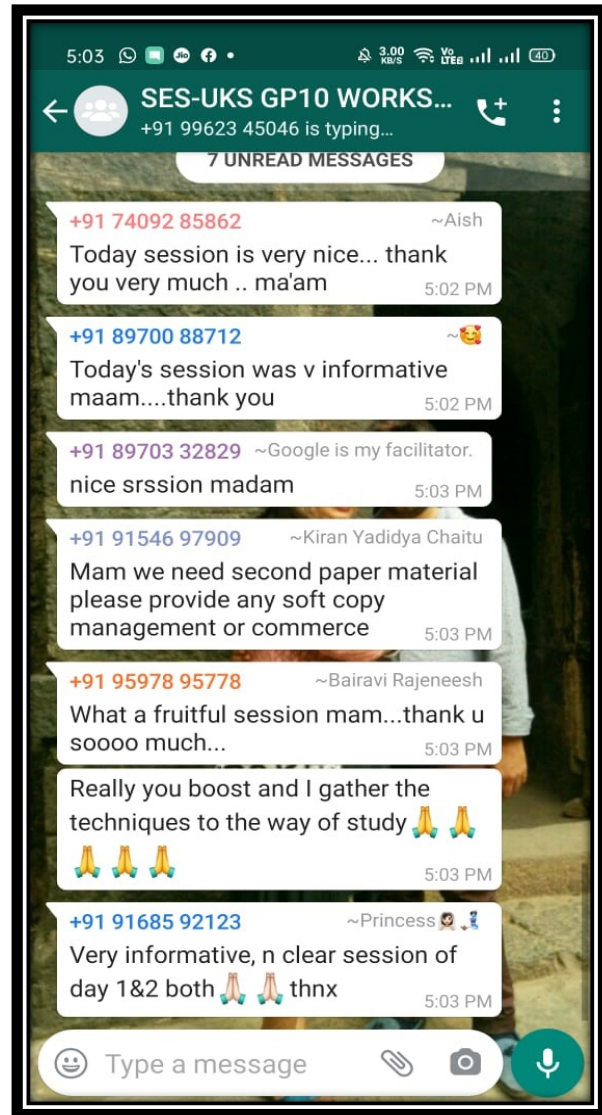 5:03 3.00 KB/S Vo LTE 40
SES-UKS GP10 WORKS...
+91 99623 45046 is typing...
7 UNREAD MESSAGES
+91 74092 85862 ~Aish
Today session is very nice... thank
you very much .. ma'am 5:02 PM
+91 89700 88712 ~🥰
Today's session was v informative
maam....thank you 5:02 PM
+91 89703 32829 ~Google is my facilitator.
nice srssion madam 5:03 PM
+91 91546 97909 ~Kiran Yadidya Chaitu
Mam we need second paper material
please provide any soft copy
management or commerce 5:03 PM
+91 95978 95778 ~Bairavi Rajeneesh
What a fruitful session mam...thank u
soooo much... 5:03 PM
Really you boost and I gather the
techniques to the way of study 🙏 🙏
🙏 🙏 🙏 5:03 PM
+91 91685 92123 ~Princess👰🏻🧞‍♀️
Very informative, n clear session of
day 1&2 both 🙏🏻 🙏🏻 thnx 5:03 PM
Type a message